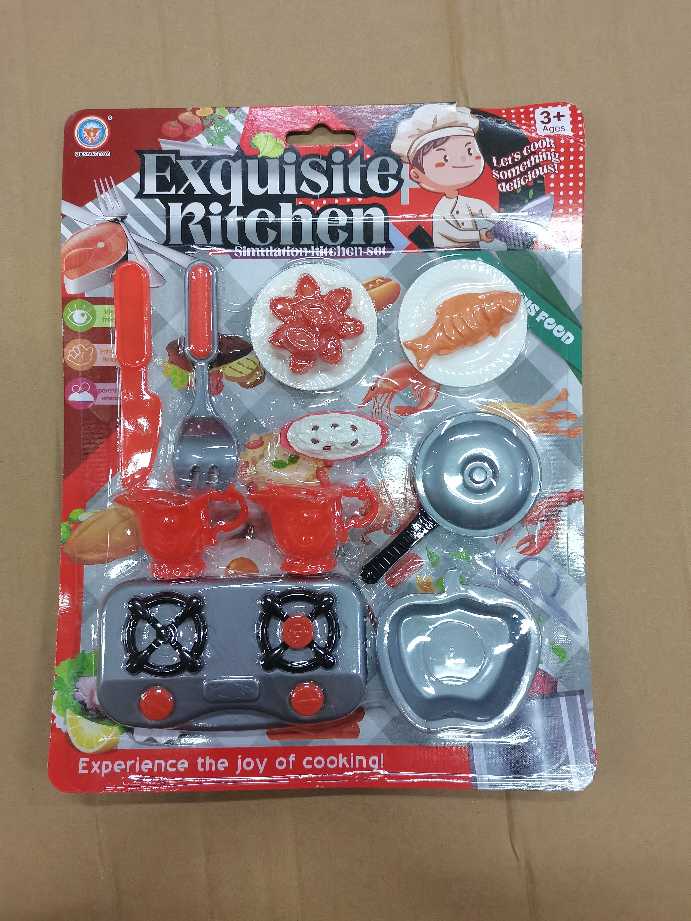 3+
Ages
Let's Cook
something
delicious!
Exquisite
Kitchen
Simulation kitchen set
FOOD
Experience the joy of cooking!